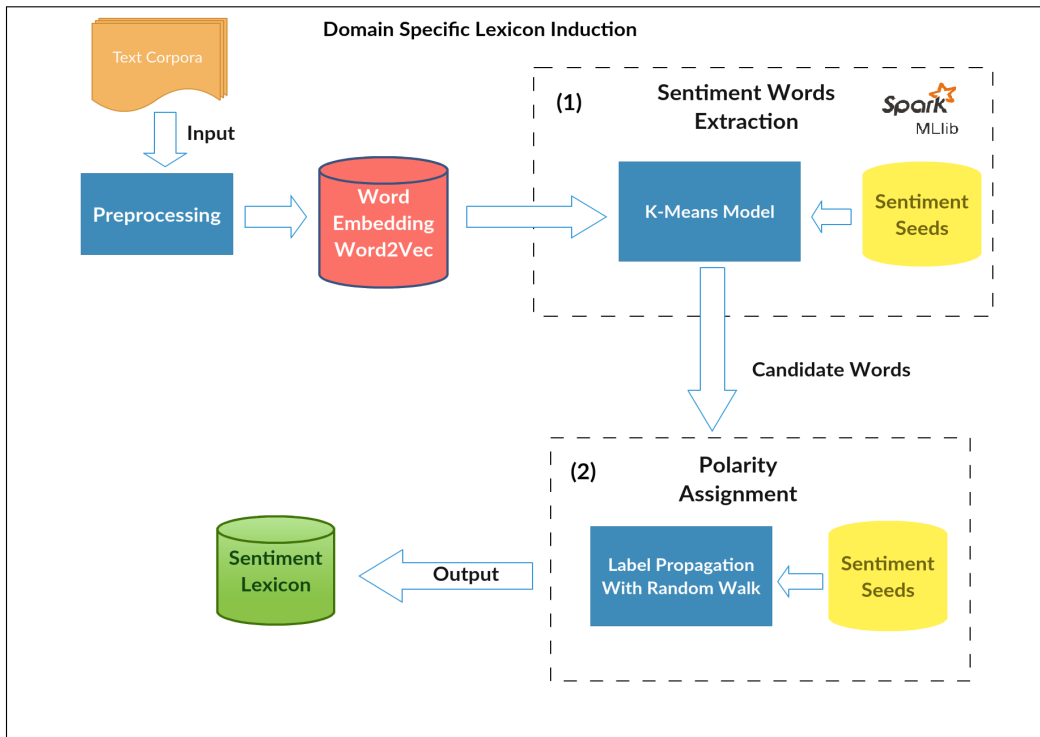 Domain Specific Lexicon Induction
Text Corpora
Input
Preprocessing
Word
Embedding
Word2Vec
(1)
Sentiment Words
Extraction
Spark
MLlib
K-Means Model
Sentiment
Seeds
Candidate Words
(2)
Polarity
Assignment
Label Propagation
With Random Walk
Sentiment
Seeds
Output
Sentiment
Lexicon